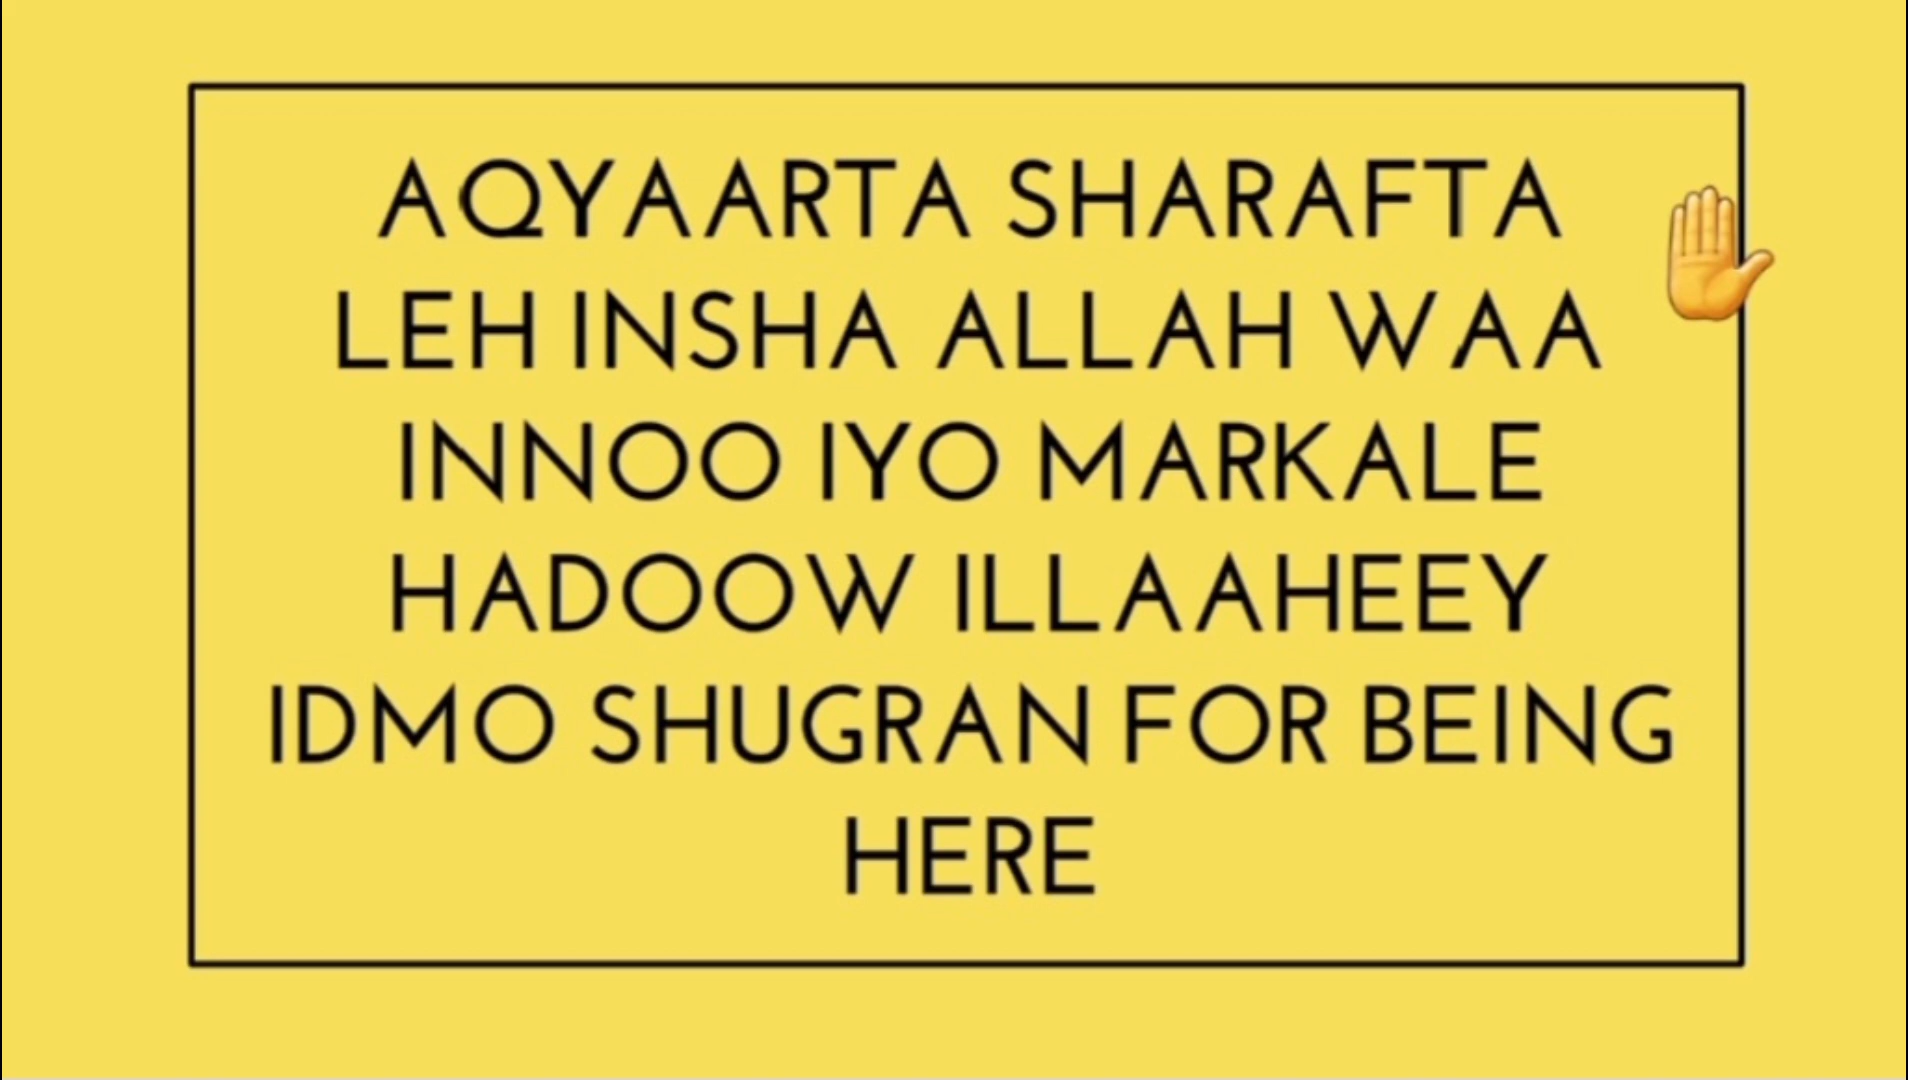 AQYAARTA SHARAFTA
LEH INSHA ALLAH WAA
INNOO IYO MARKALE
HADOOW ILLAAHEEY
IDMO SHUGRAN FOR BEING
HERE